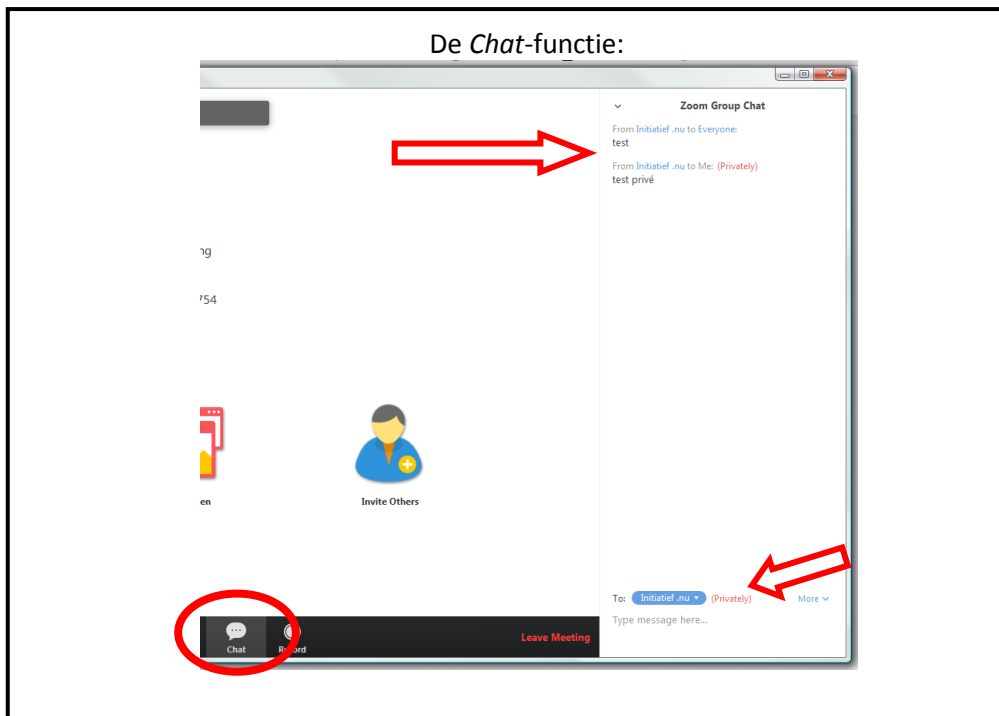 De Chat-functie:
Zoom Group Chat
From Initiatief .nu to Everyone:
test
From Initiatief .nu to Me: (Privately)
test privé
ng
754
en
Invite Others
To: Initiatief .nu (Privately) More
Type message here...
Chat
Record
Leave Meeting